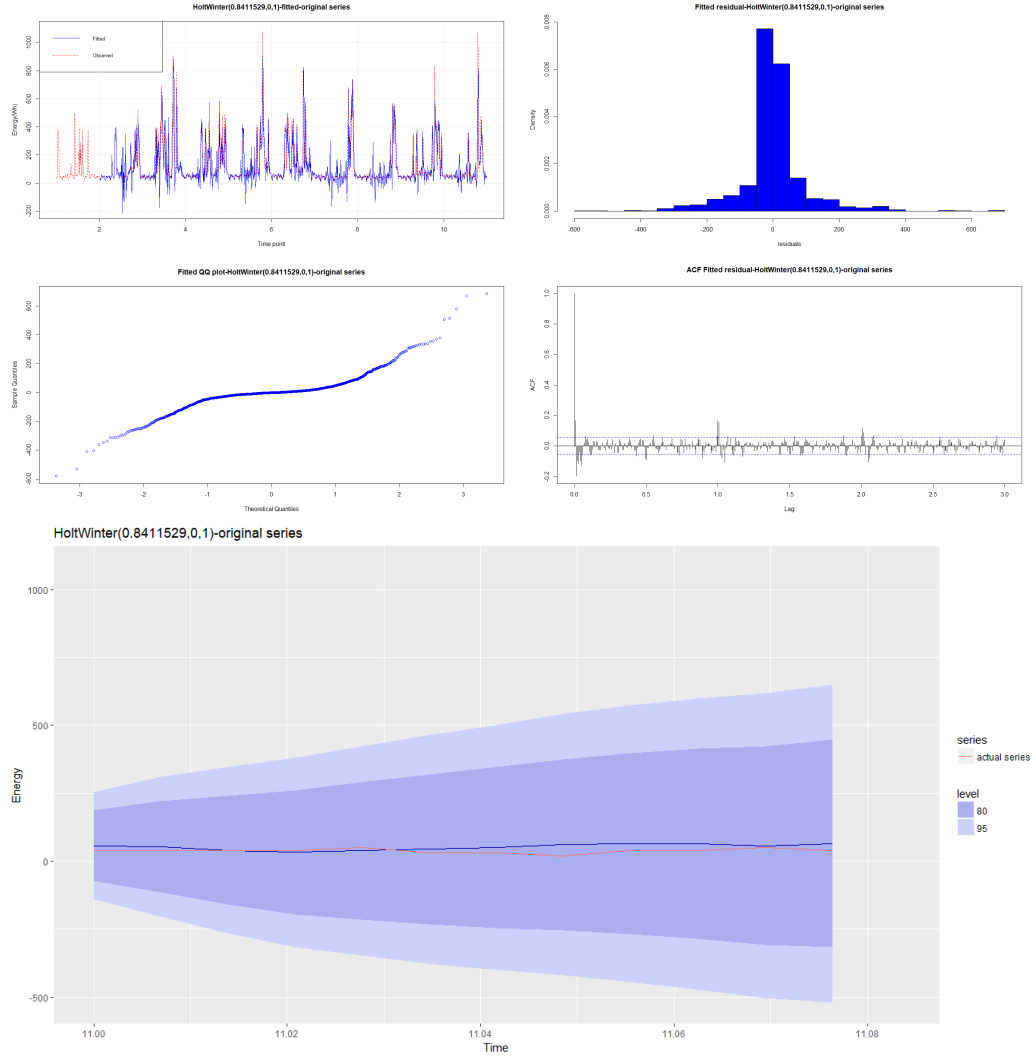 HoltWinter(0.8411529,0,1)-fitted-original series
Fitted
Observed
Energy(Wh)
-200 0 200 400 600 800 1000
2 4 6 8 10
Time point
Fitted residual-HoltWinter(0.8411529,0,1)-original series
Density
0.000 0.002 0.004 0.006 0.008
-600 -400 -200 0 200 400 600
residuals
Fitted QQ plot-HoltWinter(0.8411529,0,1)-original series
Sample Quantiles
-600 -400 -200 0 200 400 600
-3 -2 -1 0 1 2 3
Theoretical Quantiles
ACF Fitted residual-HoltWinter(0.8411529,0,1)-original series
ACF
-0.2 0.0 0.2 0.4 0.6 0.8 1.0
0.0 0.5 1.0 1.5 2.0 2.5 3.0
Lag
HoltWinter(0.8411529,0,1)-original series
Energy
1000
500
0
-500
11.00 11.02 11.04 11.06 11.08
Time
series
actual series
level
80
95